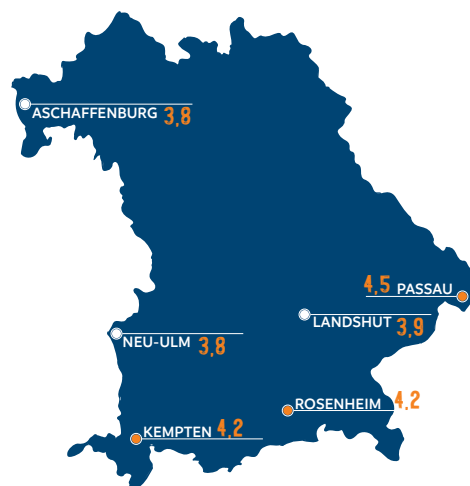 ASCHAFFENBURG 3,8
4,5 PASSAU
LANDSHUT 3,9
NEU-ULM 3,8
ROSENHEIM 4,2
KEMPTEN 4,2